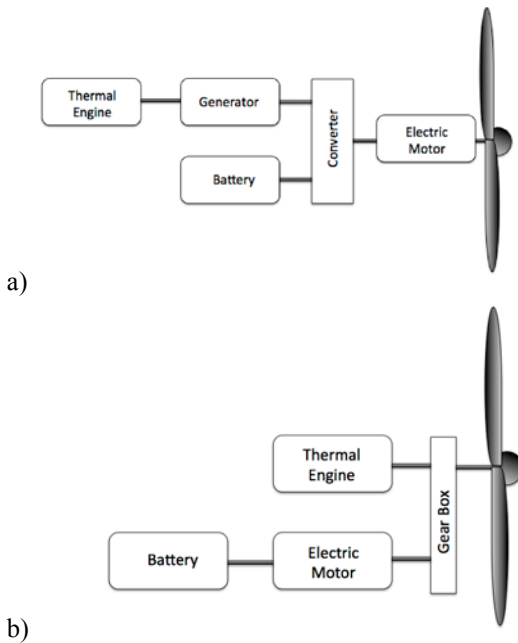 Thermal
Engine
Generator
Battery
Converter
Electric
Motor
a)
Thermal
Engine
Battery
Electric
Motor
Gear Box
b)